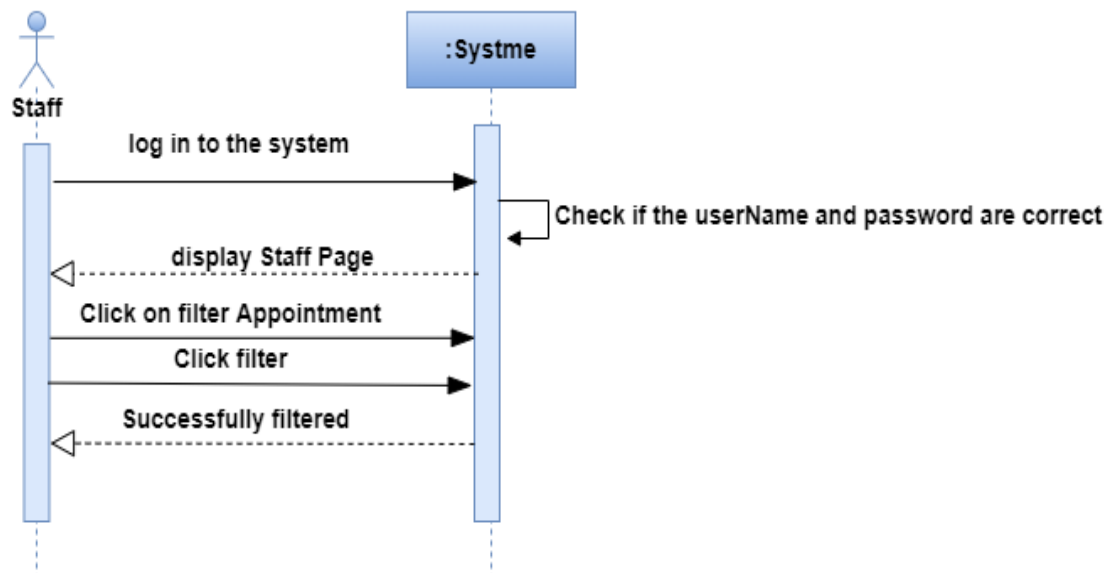 :Systme
Staff
log in to the system
Check if the userName and password are correct
display Staff Page
Click on filter Appointment
Click filter
Successfully filtered